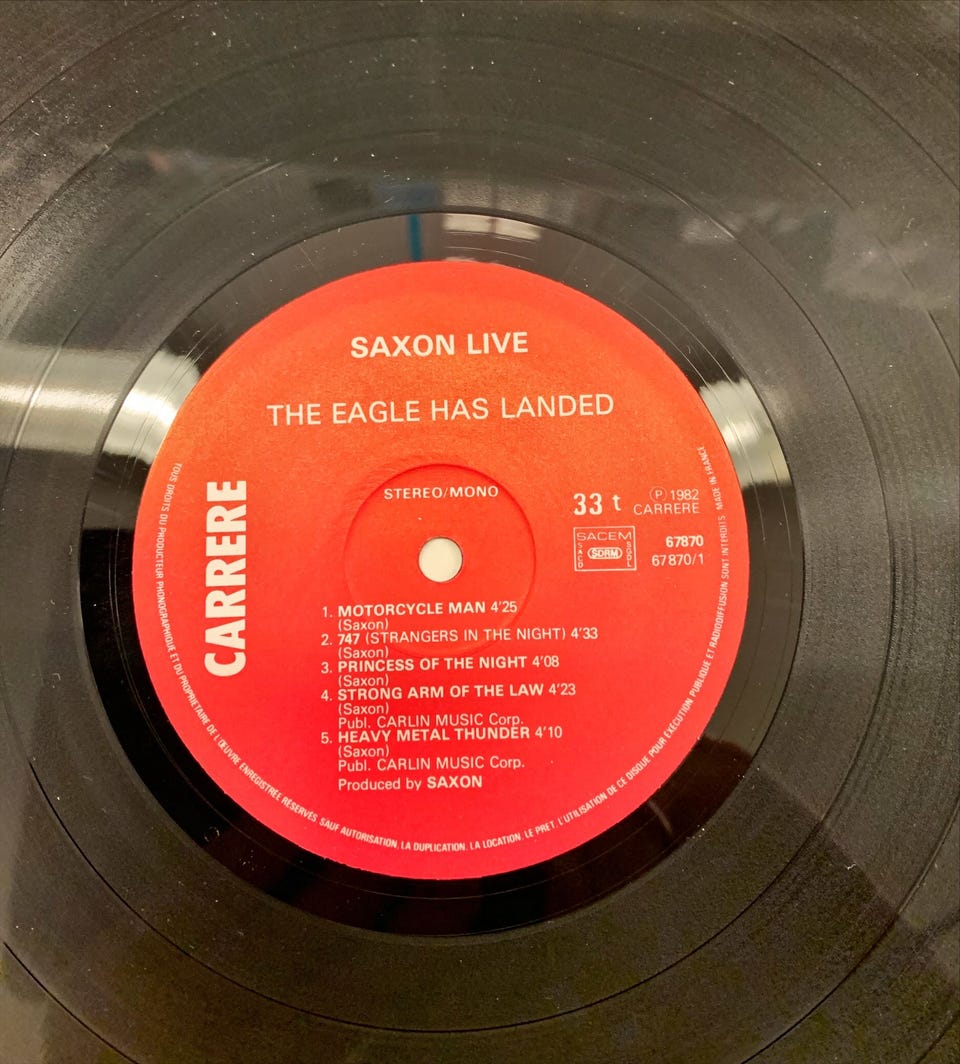 SAXON LIVE
THE EAGLE HAS LANDED
CARRERE
STEREO/MONO
33 t
Ⓟ 1982
CARRERE
SACEM
SACD
SDRM
SGDL
67870
67870/1
1. MOTORCYCLE MAN 4'25
(Saxon)
2. 747 (STRANGERS IN THE NIGHT) 4'33
(Saxon)
3. PRINCESS OF THE NIGHT 4'08
(Saxon)
4. STRONG ARM OF THE LAW 4'23
(Saxon)
Publ. CARLIN MUSIC Corp.
5. HEAVY METAL THUNDER 4'10
(Saxon)
Publ. CARLIN MUSIC Corp.
Produced by SAXON
TOUS DROITS DU PRODUCTEUR PHONOGRAPHIQUE ET DU PROPRIETAIRE DE L'ŒUVRE ENREGISTREE RESERVES. SAUF AUTORISATION, LA DUPLICATION, LA LOCATION, LE PRET, L'UTILISATION DE CE DISQUE POUR EXECUTION PUBLIQUE ET RADIODIFFUSION SONT INTERDITS. MADE IN FRANCE